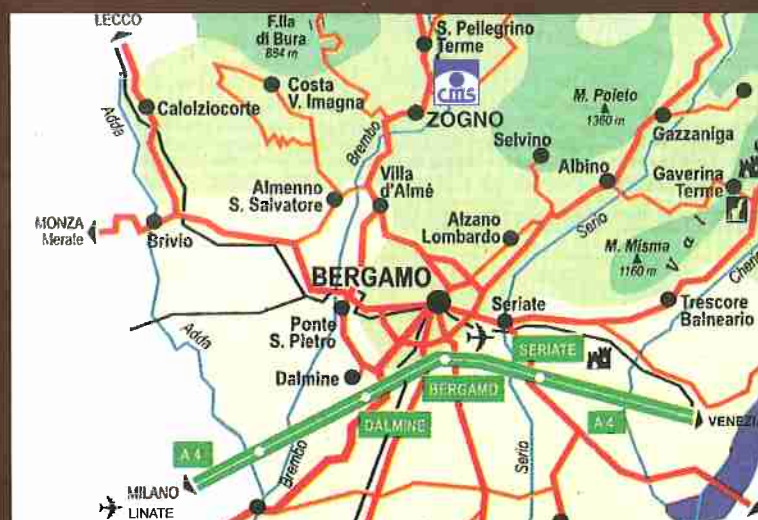 LECCO
F.lla
di Bura
884 m
S. Pellegrino
Terme
cms
Costa
V. Imagna
ZOGNO
M. Poieto
1360 m
Calolziocorte
Adda
Brembo
Selvino
Gazzaniga
Albino
Gaverina
Terme
Almenno
S. Salvatore
Villa
d'Almé
MONZA
Merate
Brivio
Alzano
Lombardo
Serio
M. Misma
1160 m
Val
Cher
BERGAMO
Seriate
Trescore
Balneario
Adda
Ponte
S. Pietro
SERIATE
Dalmine
BERGAMO
DALMINE
A 4
A 4
VENEZIA
Brembo
Serio
MILANO
LINATE